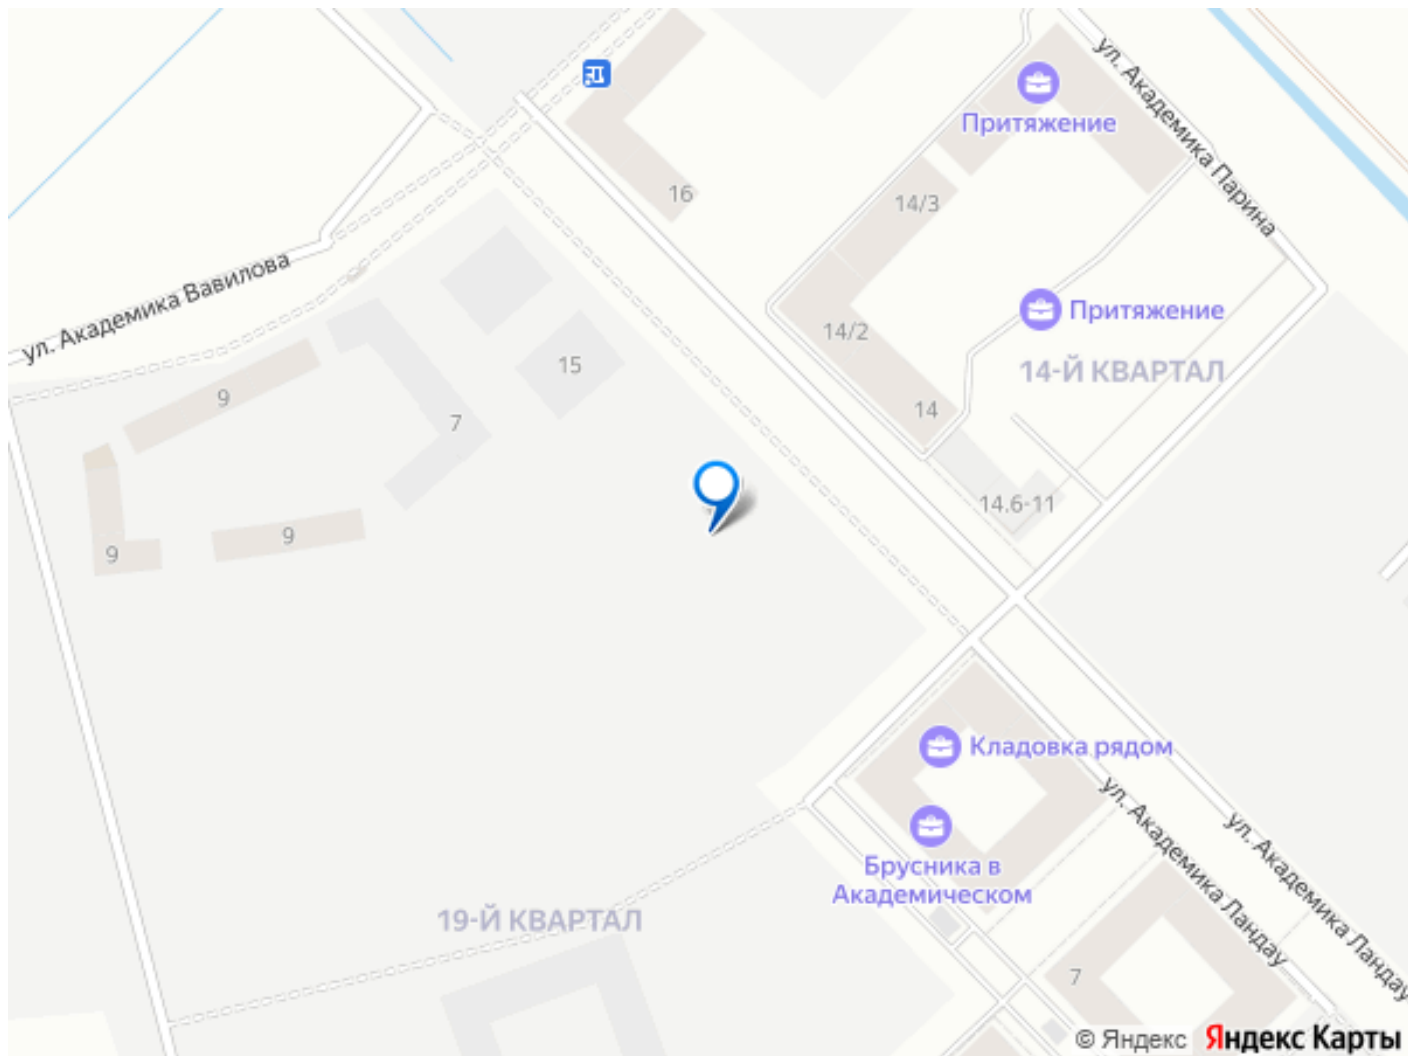 ул. Академика Парина
Притяжение
16
14/3
ул. Академика Вавилова
Притяжение
14/2
15
14-Й КВАРТАЛ
9
14
7
14.6-11
9
9
Кладовка рядом
ул. Академика Ландау
ул. Академика Ландау
Брусника в
Академическом
19-Й КВАРТАЛ
7
© Яндекс Яндекс Карты